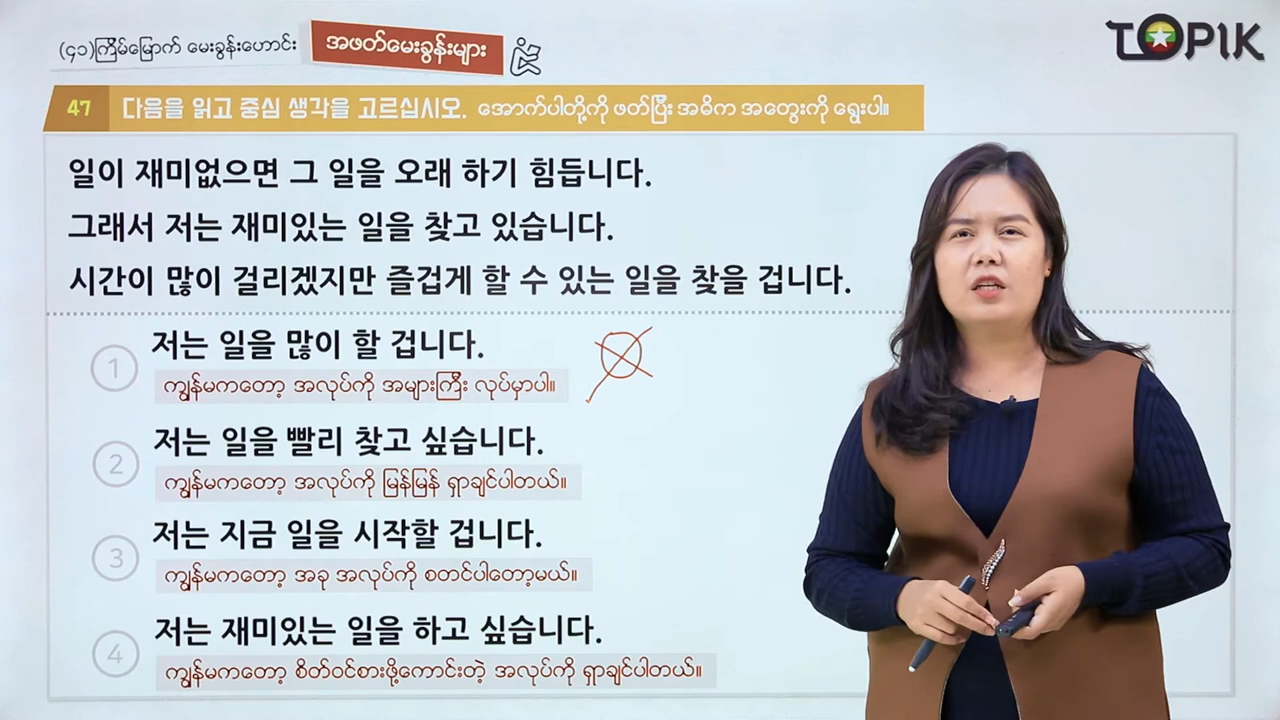 (၄၁)ကြိမ်မြောက် မေးခွန်းဟောင်း
အဖတ်မေးခွန်းများ
TOPIK
47 다음을 읽고 중심 생각을 고르십시오. အောက်ပါတို့ကို ဖတ်ပြီး အဓိက အတွေးကို ရွေးပါ။
일이 재미없으면 그 일을 오래 하기 힘듭니다.
그래서 저는 재미있는 일을 찾고 있습니다.
시간이 많이 걸리겠지만 즐겁게 할 수 있는 일을 찾을 겁니다.
1 저는 일을 많이 할 겁니다.
ကျွန်မကတော့ အလုပ်ကို အများကြီး လုပ်မှာပါ။
2 저는 일을 빨리 찾고 싶습니다.
ကျွန်မကတော့ အလုပ်ကို မြန်မြန် ရှာချင်ပါတယ်။
3 저는 지금 일을 시작할 겁니다.
ကျွန်မကတော့ အခု အလုပ်ကို စတင်ပါတော့မယ်။
4 저는 재미있는 일을 하고 싶습니다.
ကျွန်မကတော့ စိတ်ဝင်စားဖို့ကောင်းတဲ့ အလုပ်ကို ရှာချင်ပါတယ်။